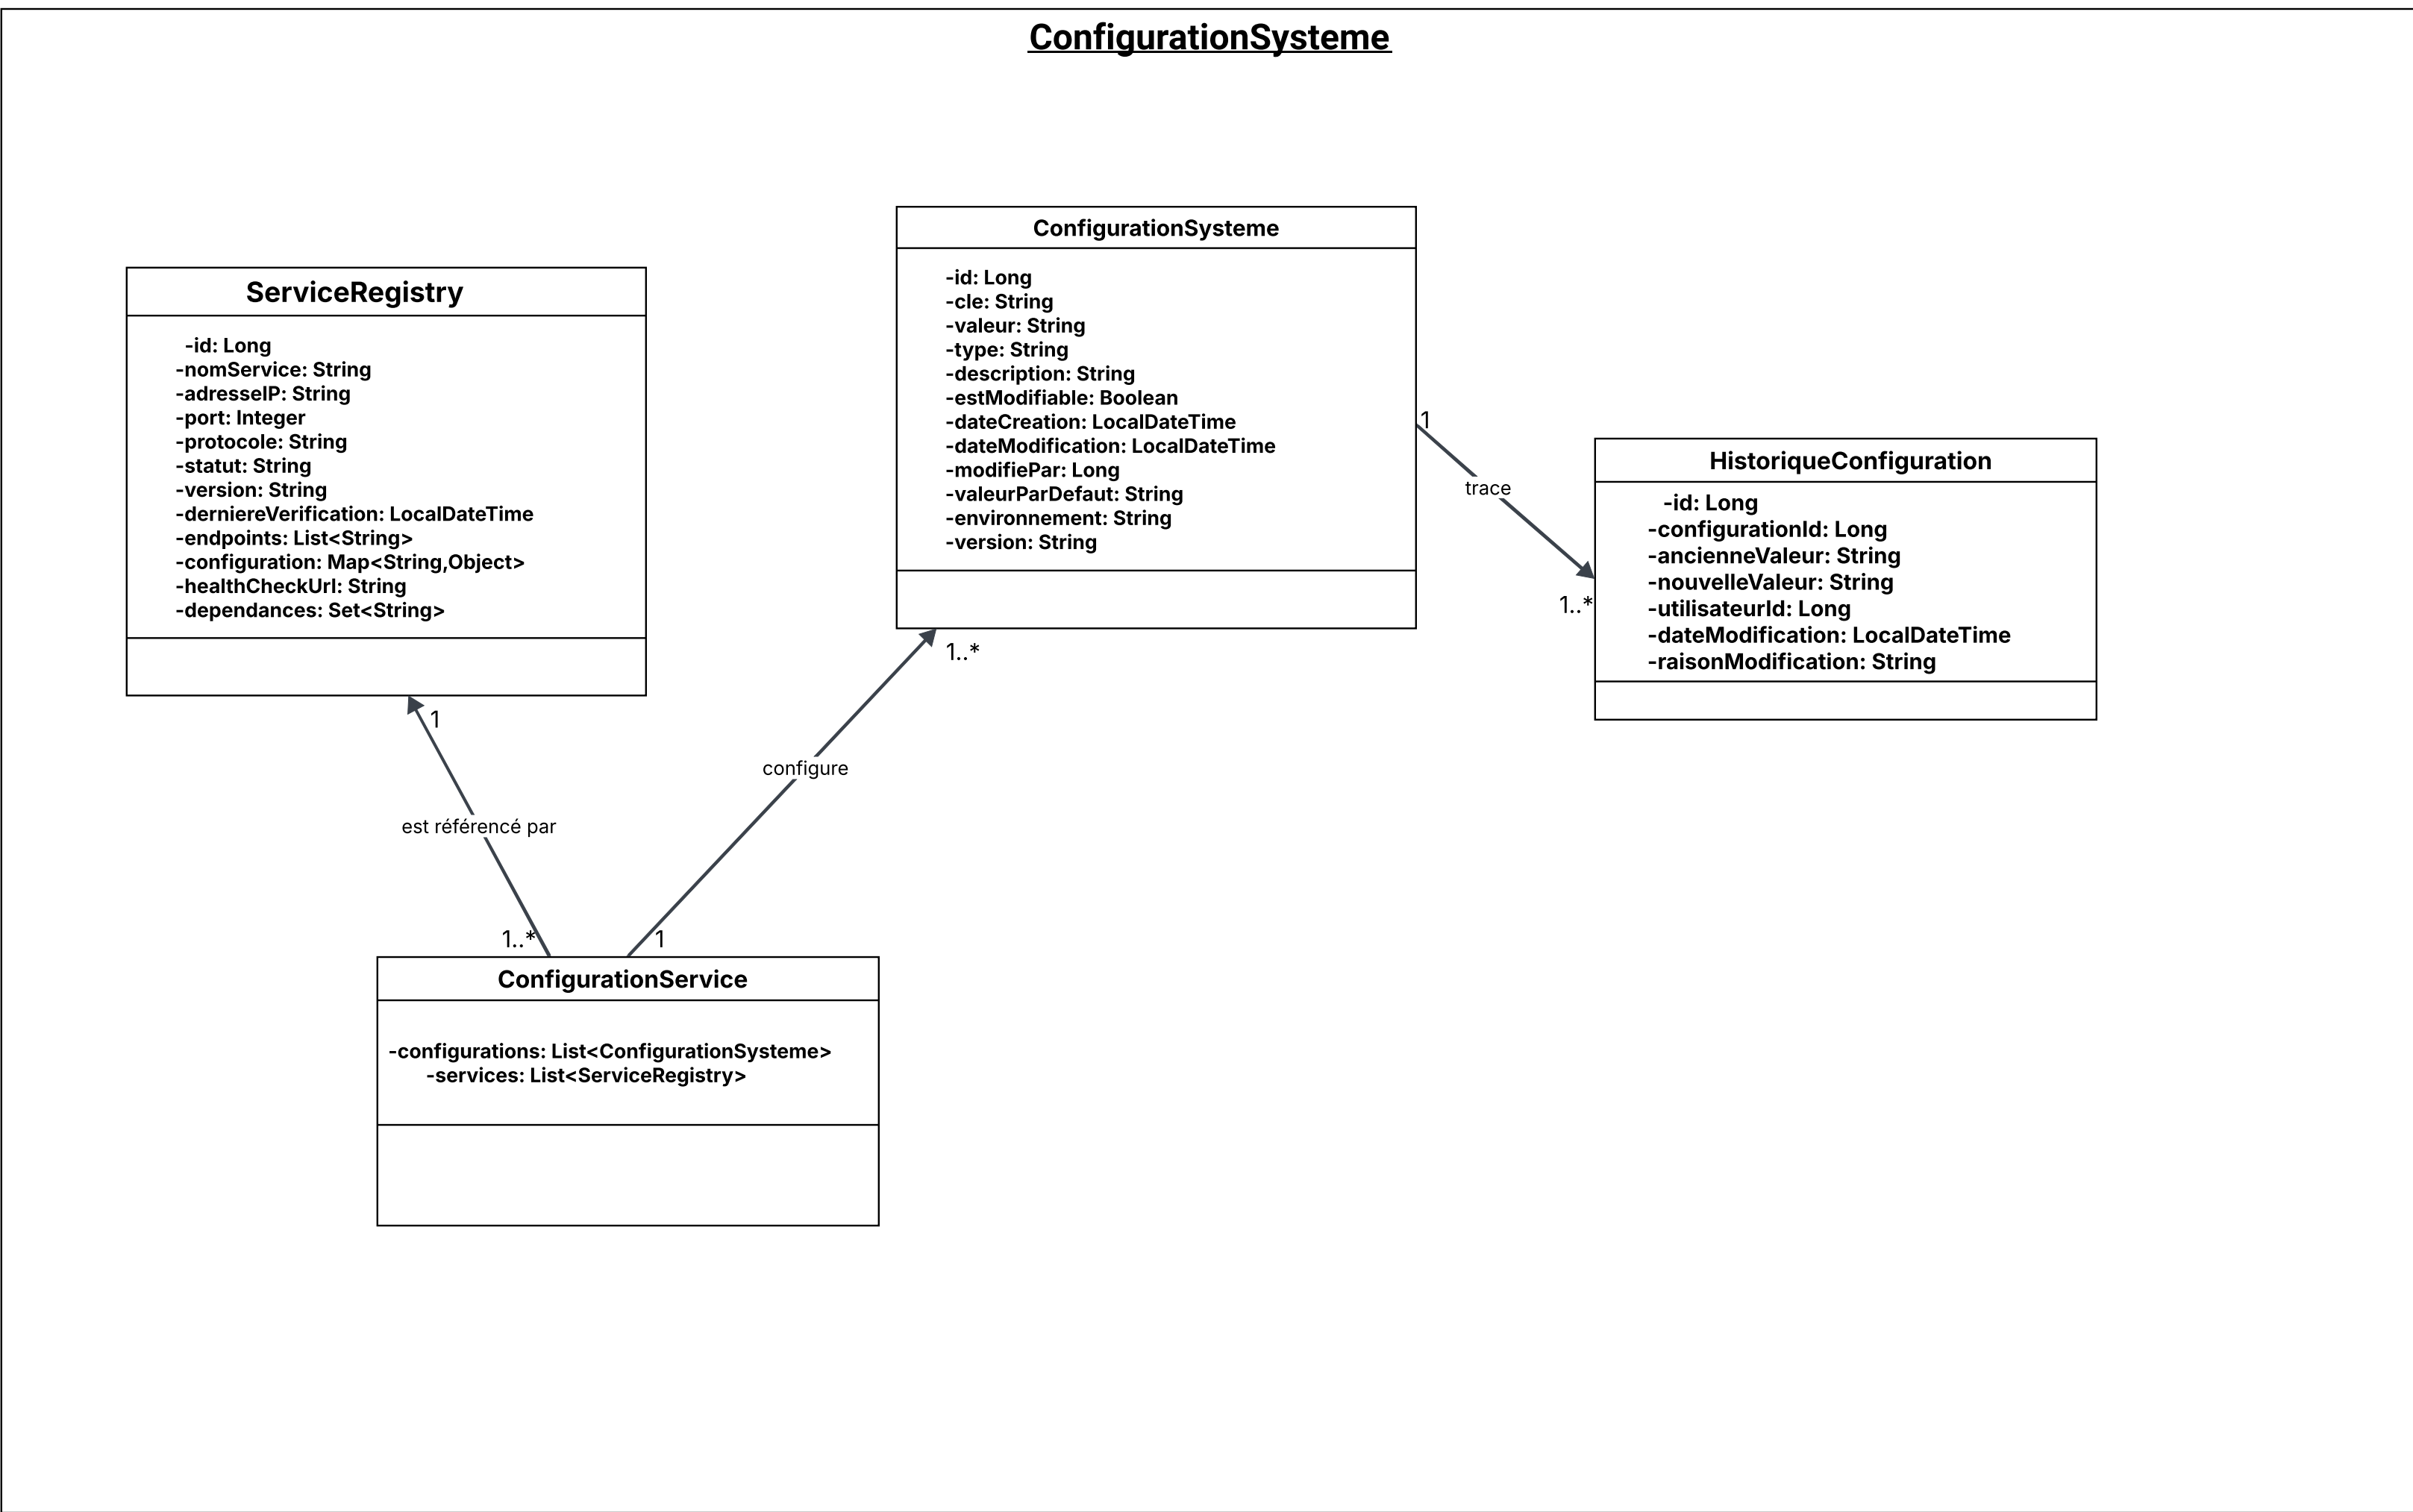 ConfigurationSysteme
ServiceRegistry
-id: Long
-nomService: String
-adresseIP: String
-port: Integer
-protocole: String
-statut: String
-version: String
-derniereVerification: LocalDateTime
-endpoints: List<String>
-configuration: Map<String,Object>
-healthCheckUrl: String
-dependances: Set<String>
ConfigurationSysteme
-id: Long
-cle: String
-valeur: String
-type: String
-description: String
-estModifiable: Boolean
-dateCreation: LocalDateTime
-dateModification: LocalDateTime
-modifiePar: Long
-valeurParDefaut: String
-environnement: String
-version: String
1
trace
1..*
HistoriqueConfiguration
-id: Long
-configurationId: Long
-ancienneValeur: String
-nouvelleValeur: String
-utilisateurId: Long
-dateModification: LocalDateTime
-raisonModification: String
1
est référencé par
1..*
1..*
configure
1
ConfigurationService
-configurations: List<ConfigurationSysteme>
-services: List<ServiceRegistry>